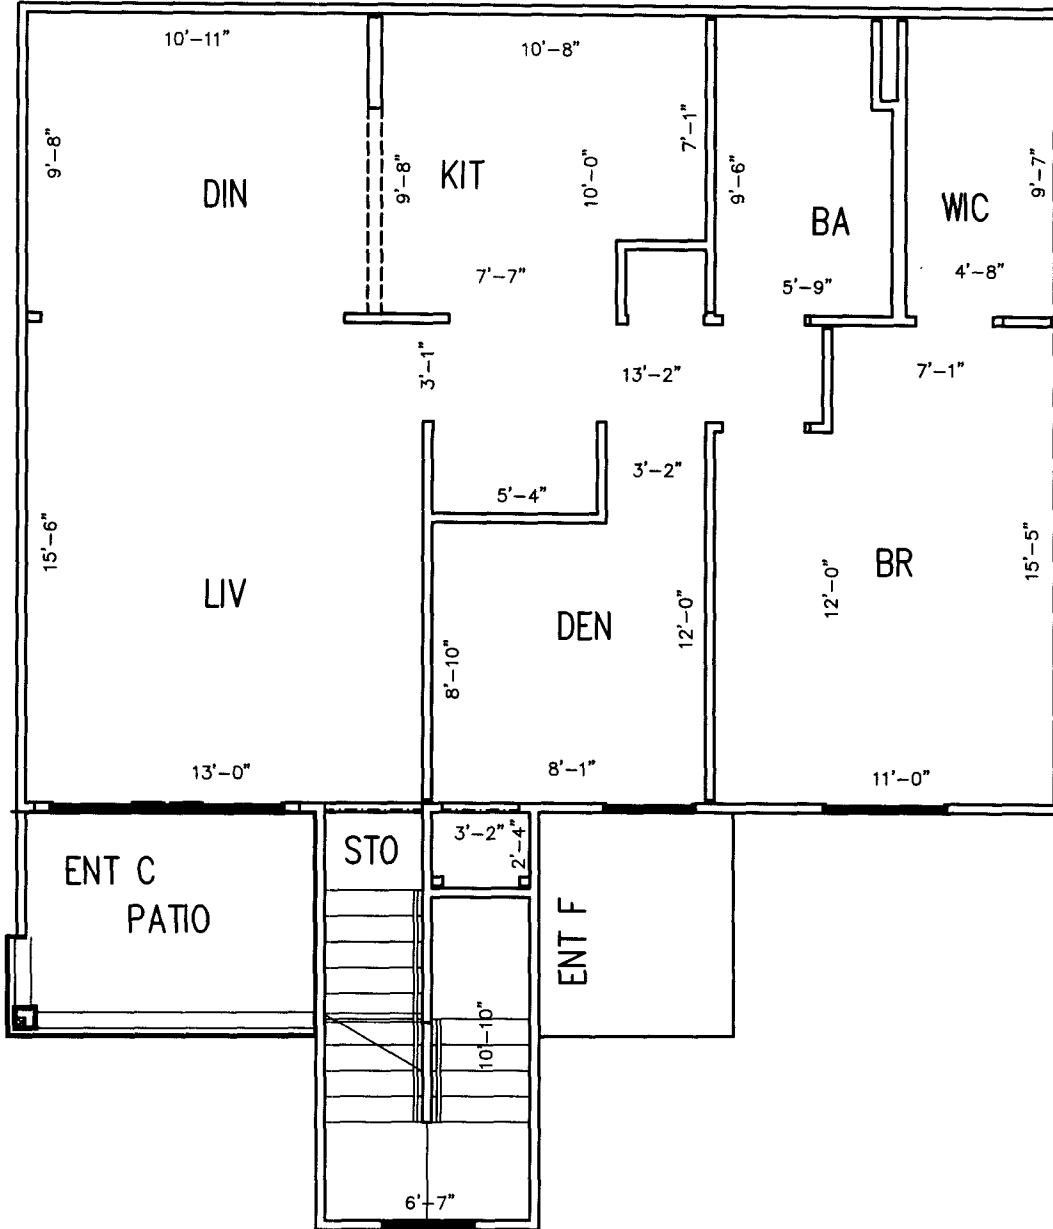 10'-11"
10'-8"
9'-8"
DIN
9'-8"
KIT
10'-0"
7'-1"
9'-6"
BA
WIC
9'-7"
7'-7"
5'-9"
4'-8"
3'-1"
13'-2"
7'-1"
3'-2"
5'-4"
15'-6"
LIV
DEN
12'-0"
12'-0"
BR
15'-5"
8'-10"
13'-0"
8'-1"
11'-0"
ENT C
PATIO
STO
3'-2"
2'-4"
ENT F
10'-10"
6'-7"